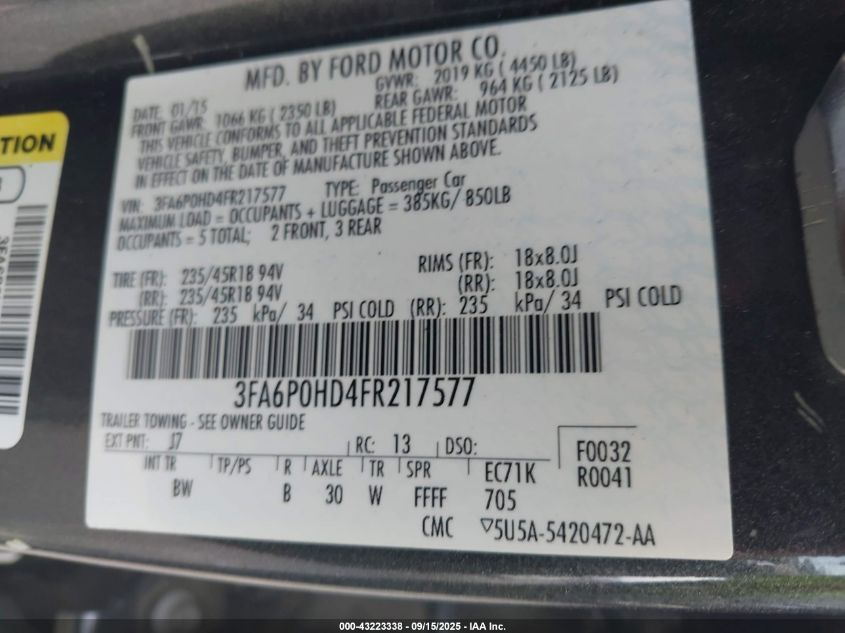 TION
MFD. BY FORD MOTOR CO.
DATE: 01/15 GVWR: 2019 KG ( 4450 LB)
FRONT GAWR: 1066 KG ( 2350 LB) REAR GAWR: 964 KG ( 2125 LB)
THIS VEHICLE CONFORMS TO ALL APPLICABLE FEDERAL MOTOR
VEHICLE SAFETY, BUMPER, AND THEFT PREVENTION STANDARDS
IN EFFECT ON THE DATE OF MANUFACTURE SHOWN ABOVE.
VIN: 3FA6P0HD4FR217577 TYPE: Passenger Car
MAXIMUM LOAD = OCCUPANTS + LUGGAGE = 385KG/ 850LB
OCCUPANTS = 5 TOTAL; 2 FRONT, 3 REAR
TIRE (FR): 235/45R18 94V RIMS (FR): 18x8.0J
(RR): 235/45R18 94V (RR): 18x8.0J
PRESSURE (FR): 235 kPa/ 34 PSI COLD (RR): 235 kPa/ 34 PSI COLD
3FA6P0HD4FR217577
TRAILER TOWING - SEE OWNER GUIDE
EXT PNT: J7 RC: 13 DSO: F0032
R0041
INT TR TP/PS R AXLE TR SPR EC71K
BW B 30 W FFFF 705
CMC ▽5U5A-5420472-AA
000-43223338 - 09/15/2025 - IAA Inc.